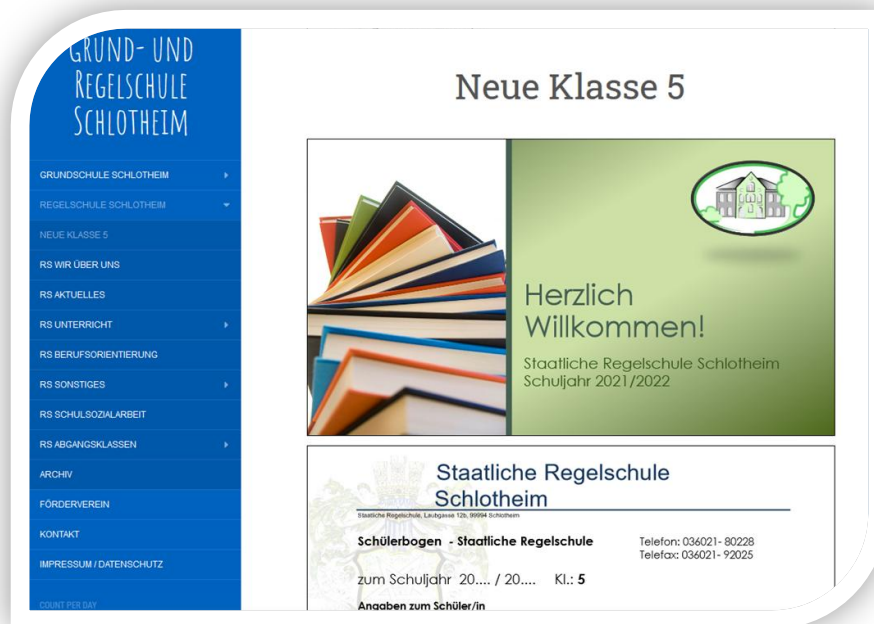 GRUND- UND
REGELSCHULE
SCHLOTHEIM
GRUNDSCHULE SCHLOTHEIM
REGELSCHULE SCHLOTHEIM
NEUE KLASSE 5
RS WIR ÜBER UNS
RS AKTUELLES
RS UNTERRICHT
RS BERUFSORIENTIERUNG
RS SONSTIGES
RS SCHULSOZIALARBEIT
RS ABGANGSKLASSEN
ARCHIV
FÖRDERVEREIN
KONTAKT
IMPRESSUM / DATENSCHUTZ
COUNT PER DAY
Neue Klasse 5
Herzlich
Willkommen!
Staatliche Regelschule Schlotheim
Schuljahr 2021/2022
Staatliche Regelschule
Schlotheim
Staatliche Regelschule, Laubgasse 12b, 99994 Schlotheim
Schülerbogen - Staatliche Regelschule
Telefon: 036021- 80228
Telefax: 036021- 92025
zum Schuljahr 20.... / 20.... Kl.: 5
Angaben zum Schüler/in